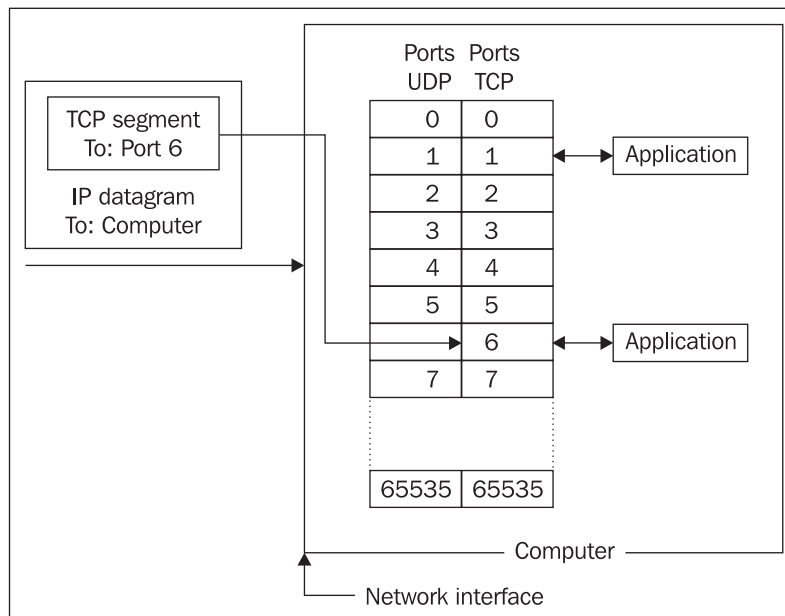 Ports Ports
UDP TCP
TCP segment
To: Port 6
IP datagram
To: Computer
0 0
1 1
Application
2 2
3 3
4 4
5 5
6
Application
7 7
65535 65535
Computer
Network interface